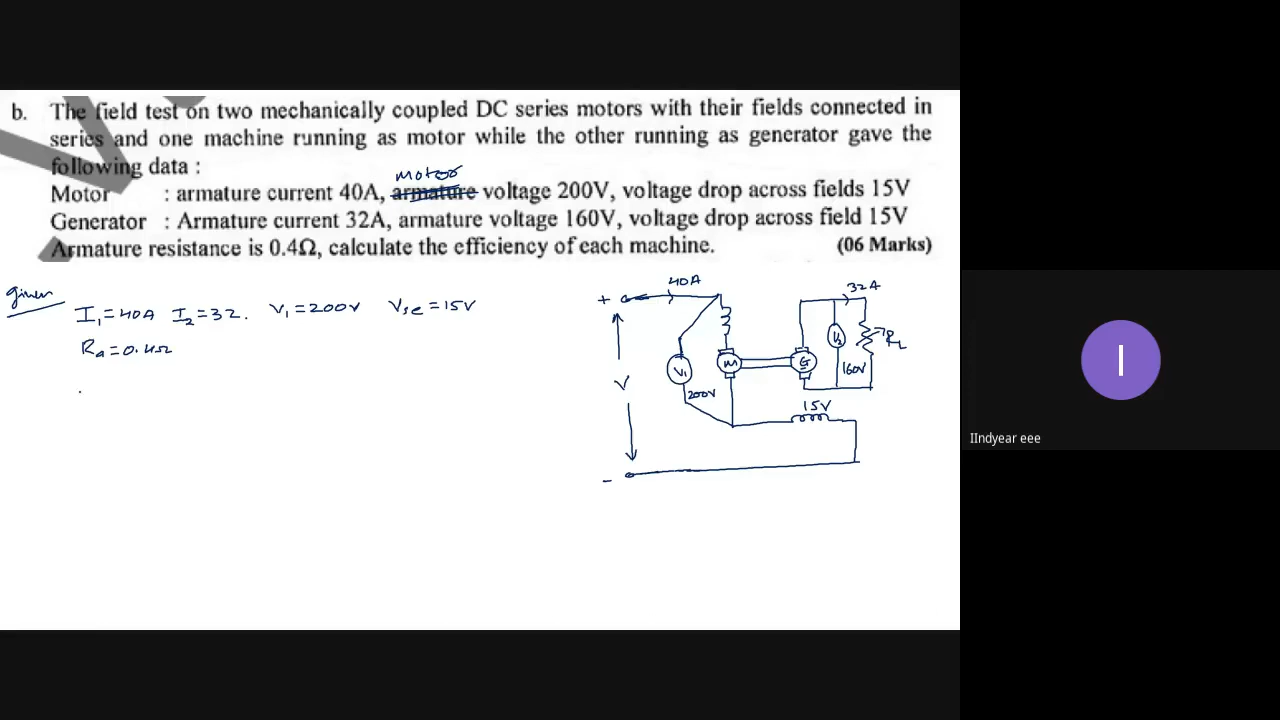 b. The field test on two mechanically coupled DC series motors with their fields connected in
series and one machine running as motor while the other running as generator gave the
following data :
motor
Motor : armature current 40A, armature voltage 200V, voltage drop across fields 15V
Generator : Armature current 32A, armature voltage 160V, voltage drop across field 15V
Armature resistance is 0.4Ω, calculate the efficiency of each machine. (06 Marks)
Given
I₁=40A I₂=32. V₁=200V Vse=15V
Ra=0.4Ω
40A
32A
+
M
G
V₂
RL
V₁
160V
V
200V
15V
-
I
IIndyear eee